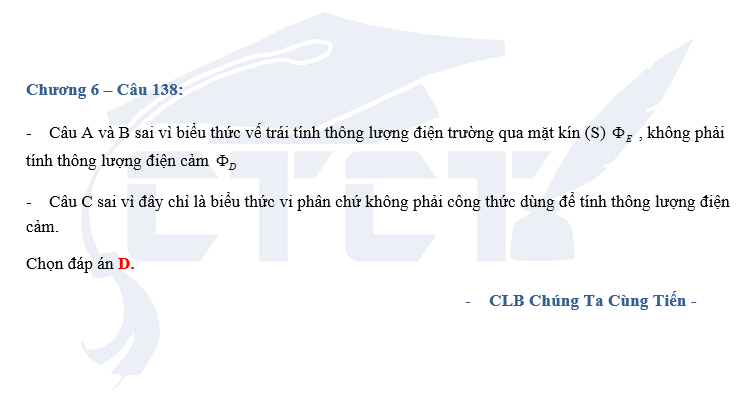 Chương 6 – Câu 138:
- Câu A và B sai vì biểu thức vế trái tính thông lượng điện trường qua mặt kín (S) Φ_E , không phải
tính thông lượng điện cảm Φ_D
- Câu C sai vì đây chỉ là biểu thức vi phân chứ không phải công thức dùng để tính thông lượng điện
cảm.
Chọn đáp án D.
- CLB Chúng Ta Cùng Tiến -
CTCT